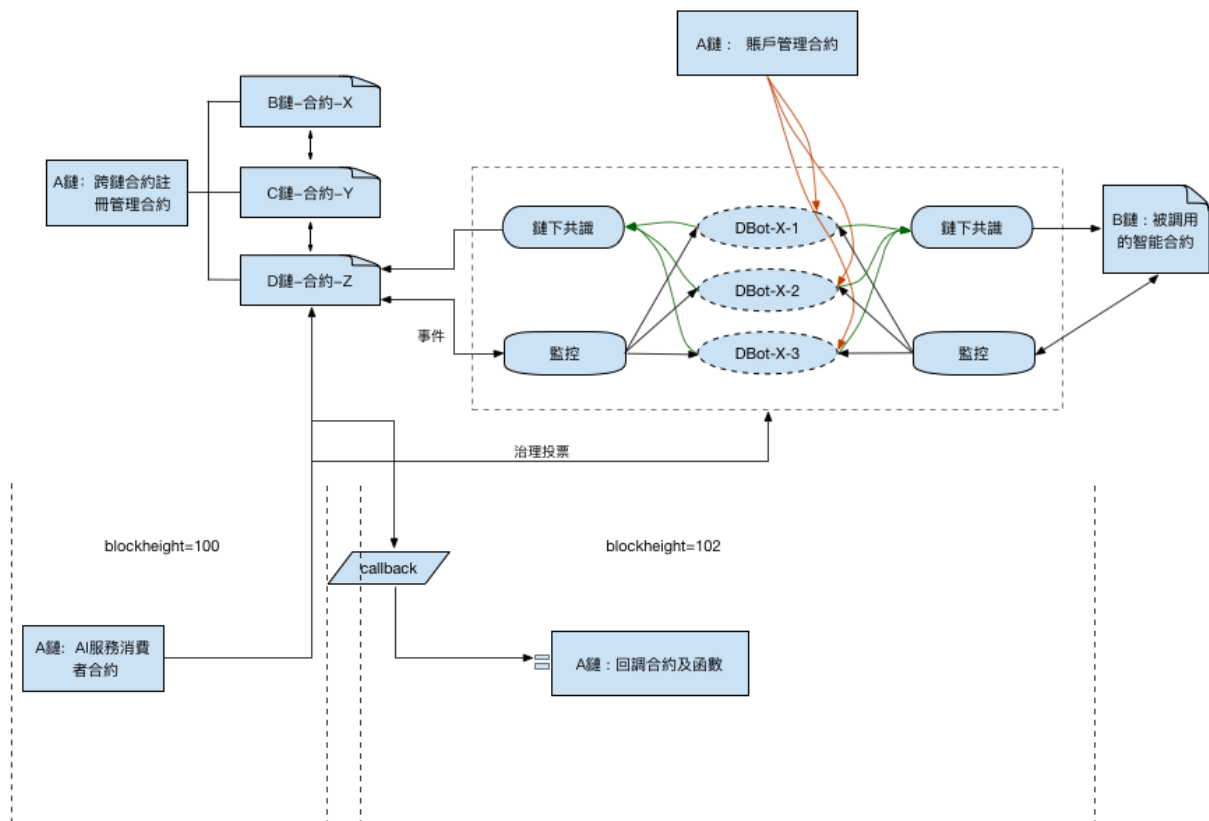 A鏈： 賬戶管理合約
B鏈–合約–X
A鏈：跨鏈合約註
冊管理合約
C鏈–合約–Y
D鏈–合約–Z
鏈下共識
DBot-X-1
鏈下共識
B鏈：被調用
的智能合約
DBot-X-2
事件
監控
DBot-X-3
監控
治理投票
blockheight=100
blockheight=102
callback
A鏈：AI服務消費
者合約
A鏈：回調合約及函數